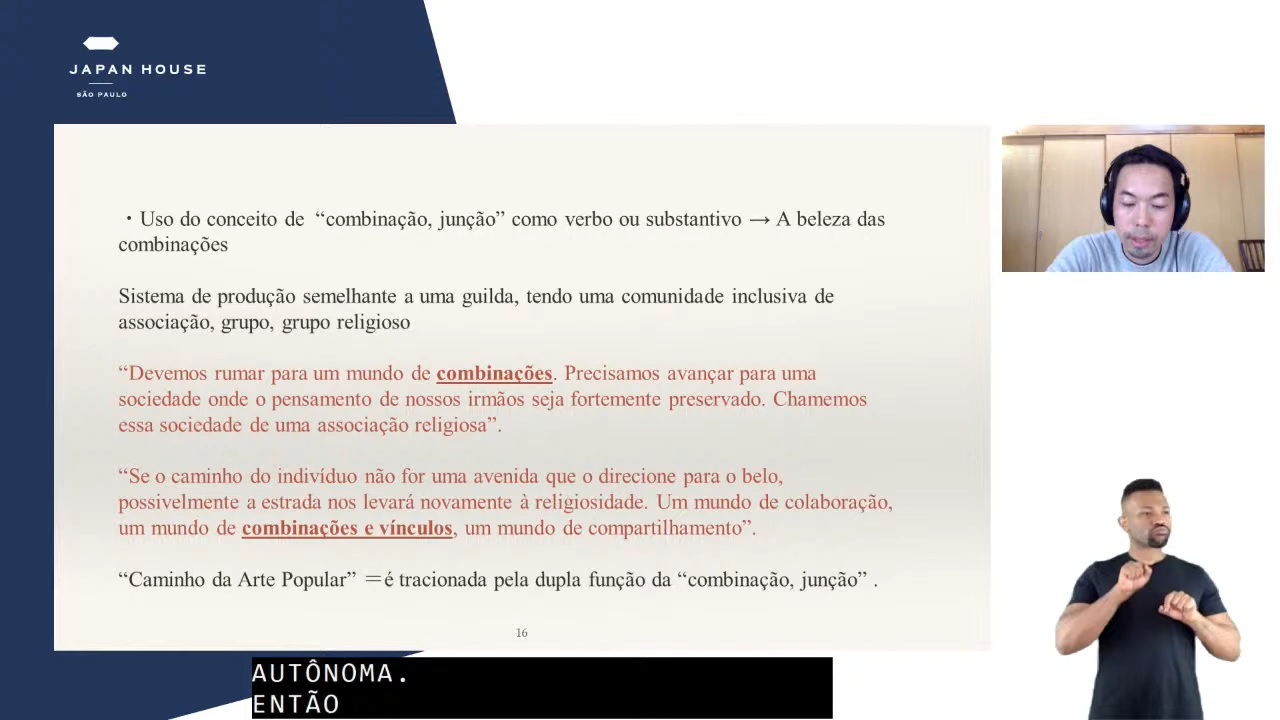 JAPAN HOUSE
SÃO PAULO
・Uso do conceito de “combinação, junção” como verbo ou substantivo → A beleza das
combinações
Sistema de produção semelhante a uma guilda, tendo uma comunidade inclusiva de
associação, grupo, grupo religioso
“Devemos rumar para um mundo de combinações. Precisamos avançar para uma
sociedade onde o pensamento de nossos irmãos seja fortemente preservado. Chamemos
essa sociedade de uma associação religiosa”.
“Se o caminho do indivíduo não for uma avenida que o direcione para o belo,
possivelmente a estrada nos levará novamente à religiosidade. Um mundo de colaboração,
um mundo de combinações e vínculos, um mundo de compartilhamento”.
“Caminho da Arte Popular” ＝é tracionada pela dupla função da “combinação, junção” .
16
AUTÔNOMA.
ENTÃO